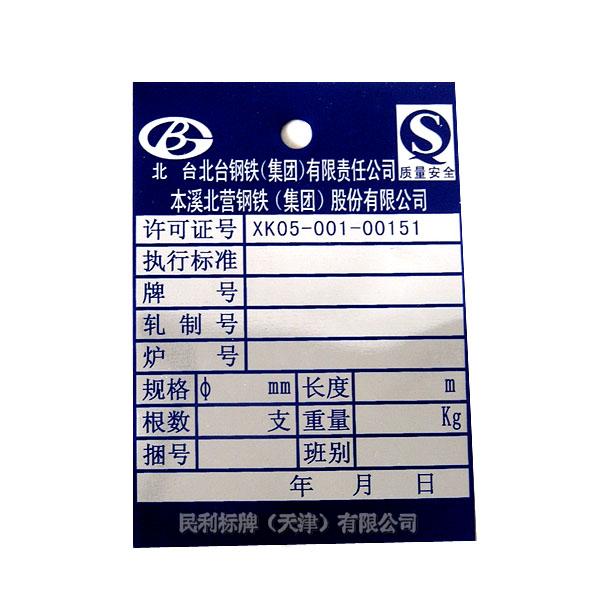 北台 北台钢铁(集团)有限责任公司 质量安全
本溪北营钢铁（集团）股份有限公司
许可证号 XK05-001-00151
执行标准
牌号
轧制号
炉号
规格 φ mm 长度 m
根数 支 重量 Kg
捆号 班别
年 月 日
民利标牌（天津）有限公司